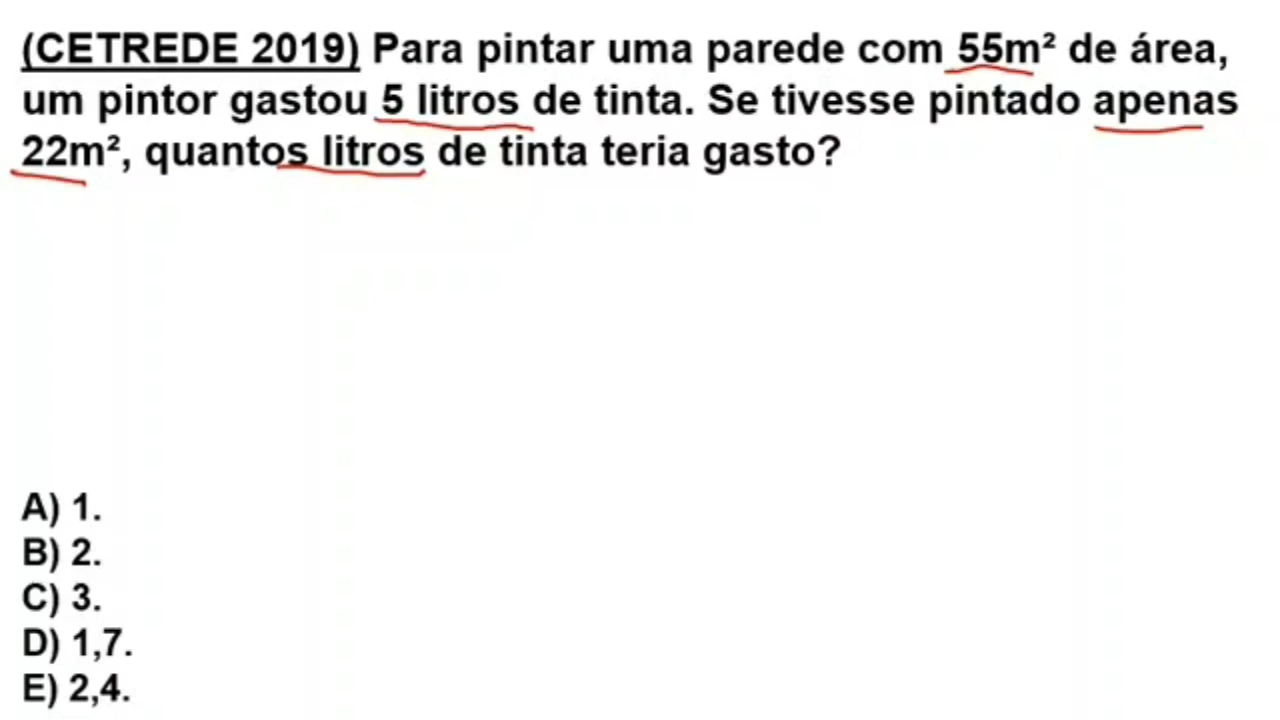 (CETREDE 2019) Para pintar uma parede com 55m² de área,
um pintor gastou 5 litros de tinta. Se tivesse pintado apenas
22m², quantos litros de tinta teria gasto?
A) 1.
B) 2.
C) 3.
D) 1,7.
E) 2,4.